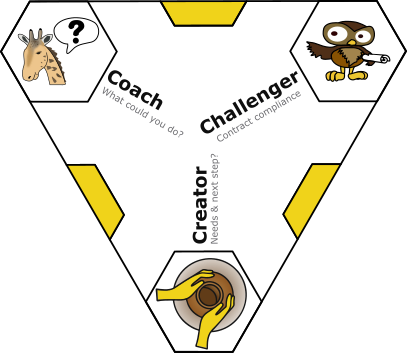 ?
Coach
What could you do?
Challenger
Contract compliance
Creator
Needs & next step?